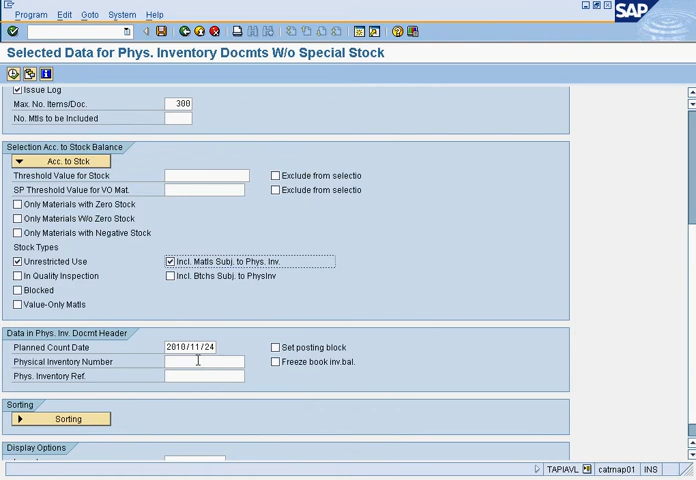 Program Edit Goto System Help
SAP
Selected Data for Phys. Inventory Docmts W/o Special Stock
Issue Log
Max. No. Items/Doc. 300
No. Mtls to be Included
Selection Acc. to Stock Balance
Acc. to Stck
Threshold Value for Stock Exclude from selectio
SP Threshold Value for VO Mat. Exclude from selectio
Only Materials with Zero Stock
Only Materials W/o Zero Stock
Only Materials with Negative Stock
Stock Types
Unrestricted Use Incl. Matls Subj. to Phys. Inv.
In Quality Inspection Incl. Btchs Subj. to PhysInv
Blocked
Value-Only Matls
Data in Phys. Inv. Docmt Header
Planned Count Date 2010/11/24 Set posting block
Physical Inventory Number Freeze book inv.bal.
Phys. Inventory Ref.
Sorting
Sorting
Display Options
TAPIAVL catrnap01 INS